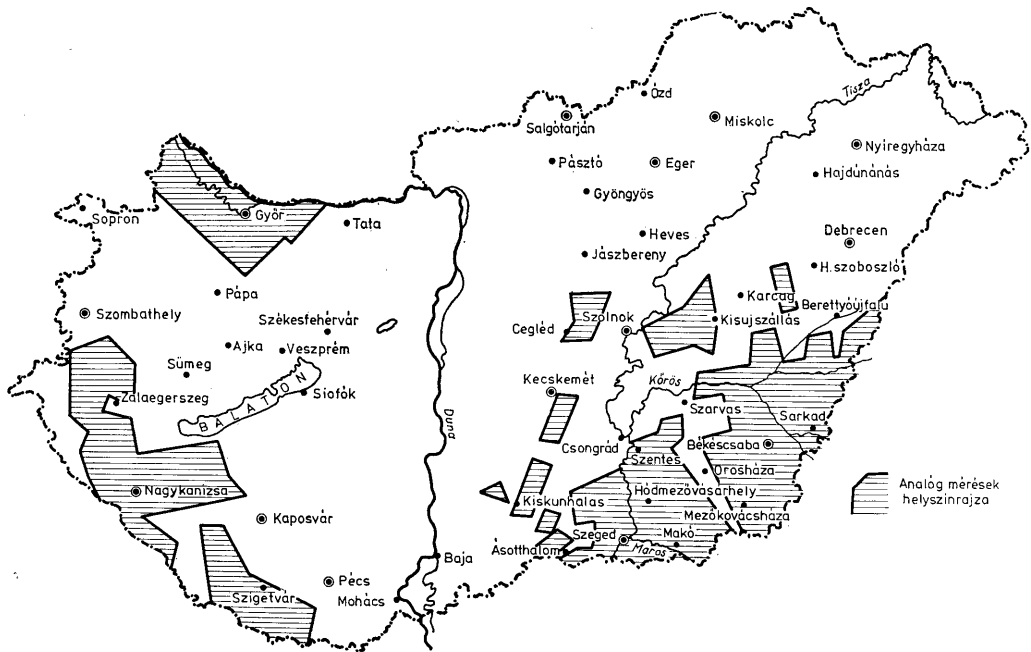 Ózd
Tisza
Salgótarján
Miskolc
Nyíregyháza
Pásztó
Eger
Hajdúnánás
Gyöngyös
Sopron
Győr
Tata
Heves
Debrecen
Jászbereny
H.szoboszló
Pápa
Karcag
Berettyóújfalu
Szombathely
Székesfehérvár
Cegléd
Szolnok
Kisujszállás
Ajka
Veszprém
Sümeg
Kecskemét
Körös
Zalaegerszeg
BALATON
Siófok
Duna
Szarvas
Sarkad
Csongrád
Szentes
Békéscsaba
Orosháza
Analóg mérések
helyszínrajza
Nagykanizsa
Kiskunhalas
Hódmezővásárhely
Mezőkovácsháza
Kaposvár
Szeged
Makó
Maros
Ásotthalom
Baja
Pécs
Szigetvár
Mohács